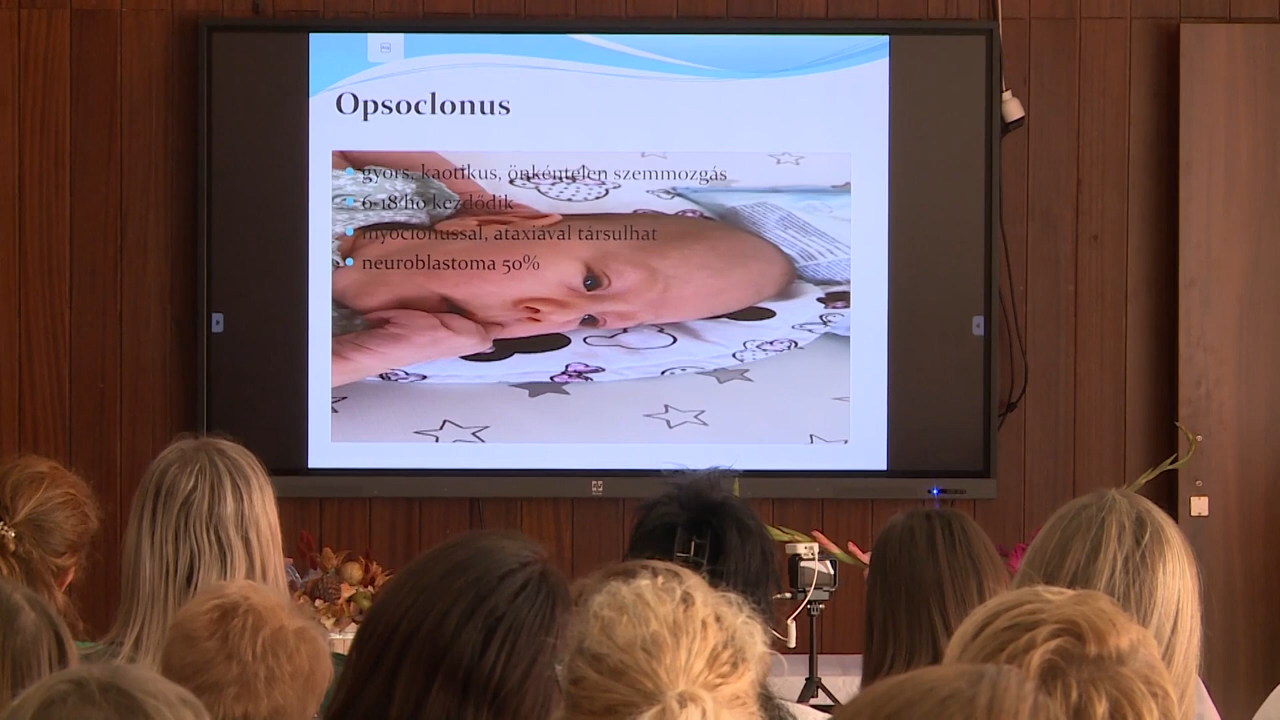 Opsoclonus
gyors, kaotikus, önkéntelen szemmozgás
6-18 hó kezdődik
myoclonussal, ataxiával társulhat
neuroblastoma 50%